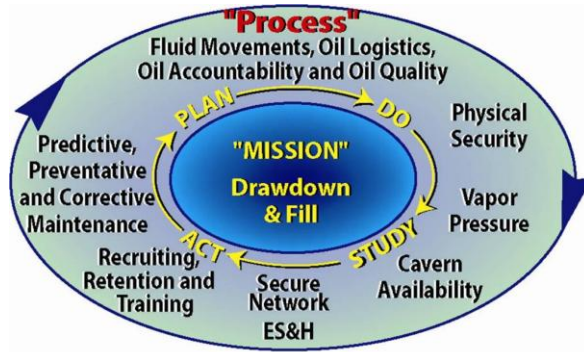 "Process"
Fluid Movements, Oil Logistics,
Oil Accountability and Oil Quality
PLAN
DO
STUDY
ACT
"MISSION"
Drawdown
& Fill
Physical
Security
Vapor
Pressure
Cavern
Availability
Secure
Network
ES&H
Recruiting,
Retention and
Training
Predictive,
Preventative
and Corrective
Maintenance